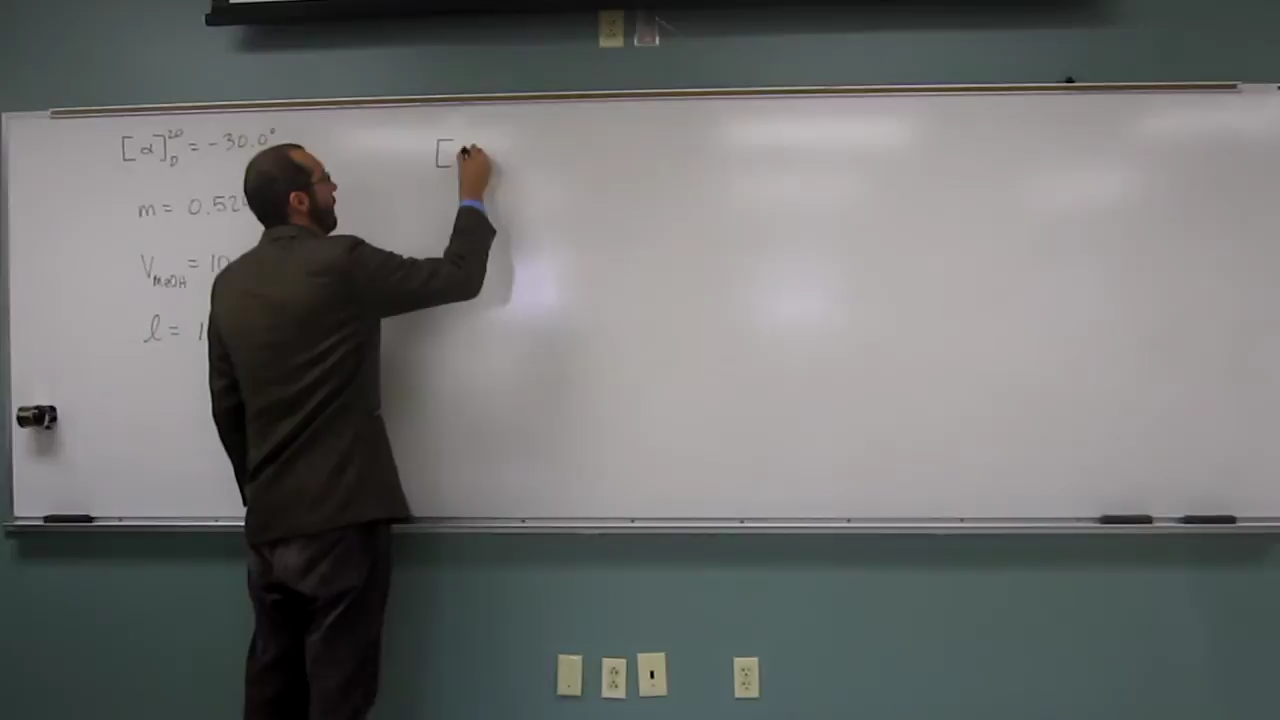 [α]²⁰_D = -30.0°
m = 0.52
V_MeOH = 10
l = 1
[